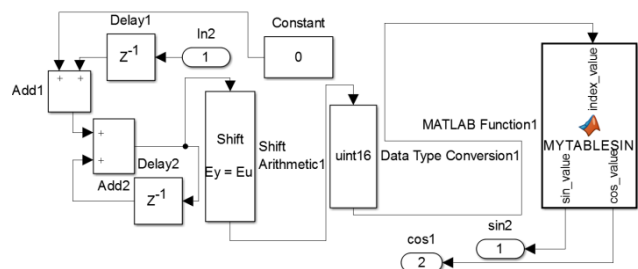 Delay1
In2
Constant
Z-1
1
0
+ +
Add1
index_value
+
+
Shift
Ey = Eu
Shift
Arithmetic1
uint16
MATLAB Function1
Data Type Conversion1
MYTABLESIN
sin_value
cos_value
Delay2
Add2
Z-1
sin2
1
cos1
2